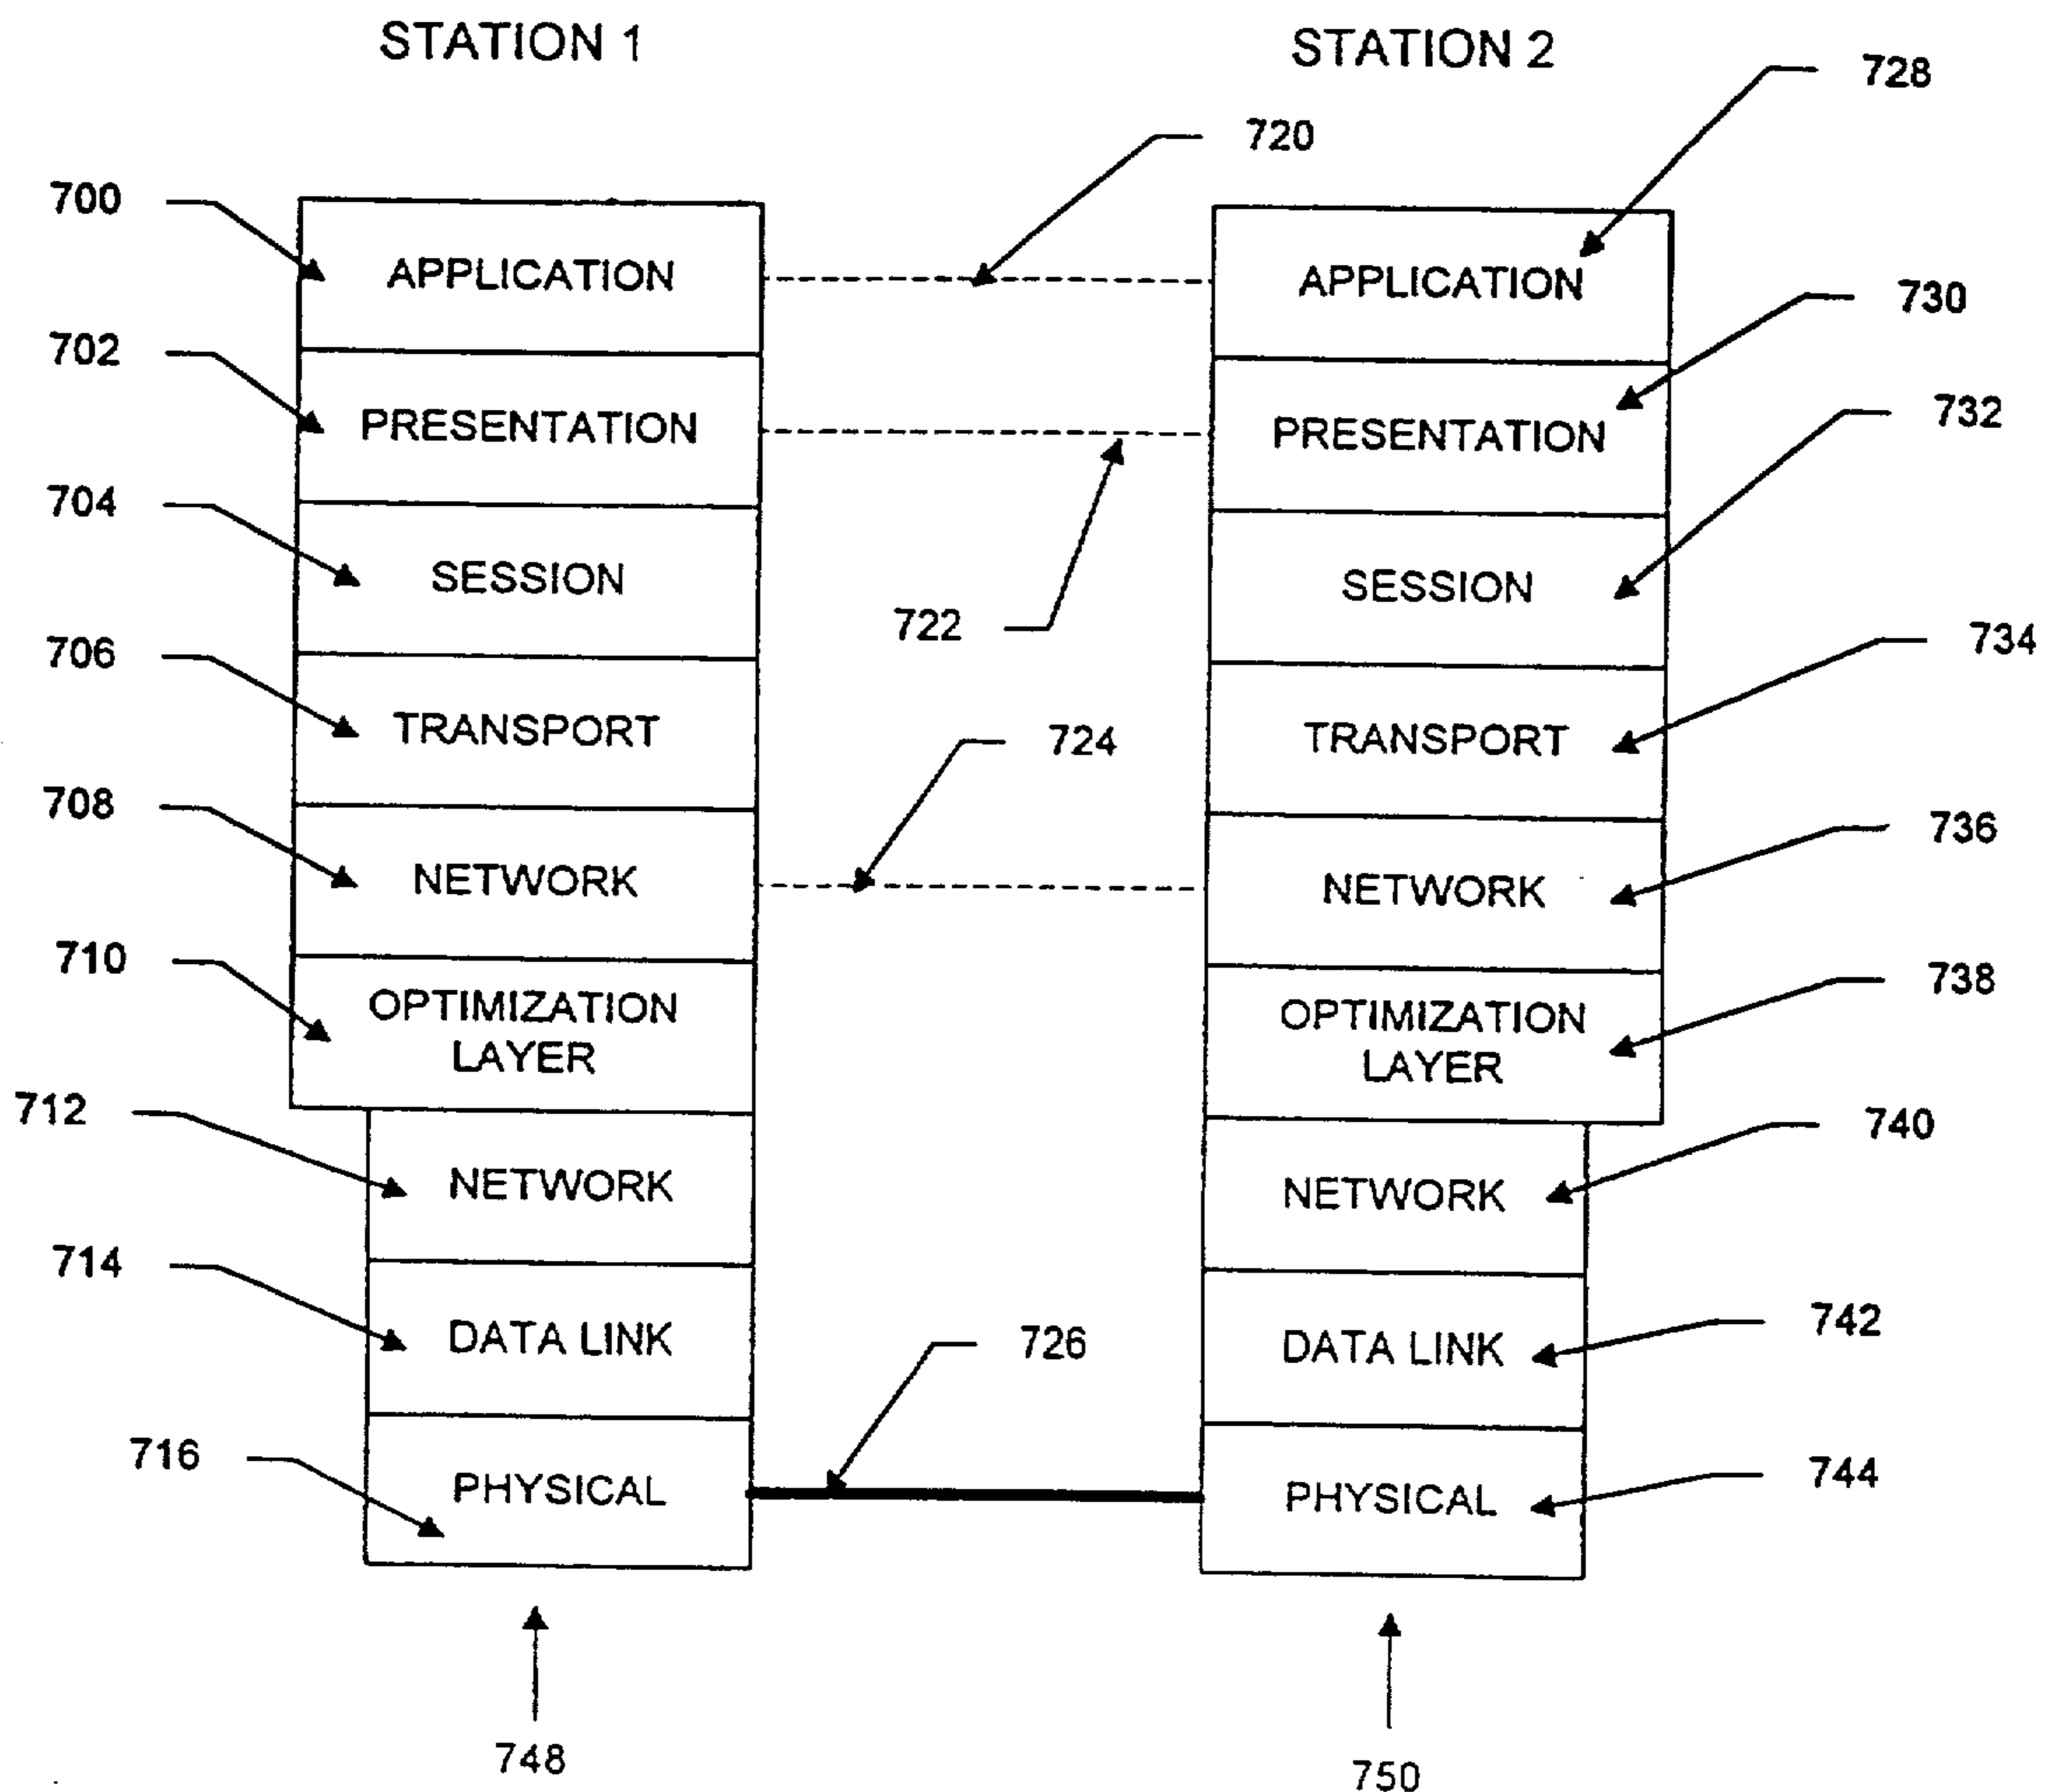 STATION 1
STATION 2
728
720
700
APPLICATION
APPLICATION
730
702
PRESENTATION
PRESENTATION
732
704
SESSION
SESSION
722
734
706
TRANSPORT
TRANSPORT
724
708
NETWORK
NETWORK
736
710
OPTIMIZATION
LAYER
OPTIMIZATION
LAYER
738
712
NETWORK
NETWORK
740
714
DATA LINK
DATA LINK
742
726
716
PHYSICAL
PHYSICAL
744
748
750